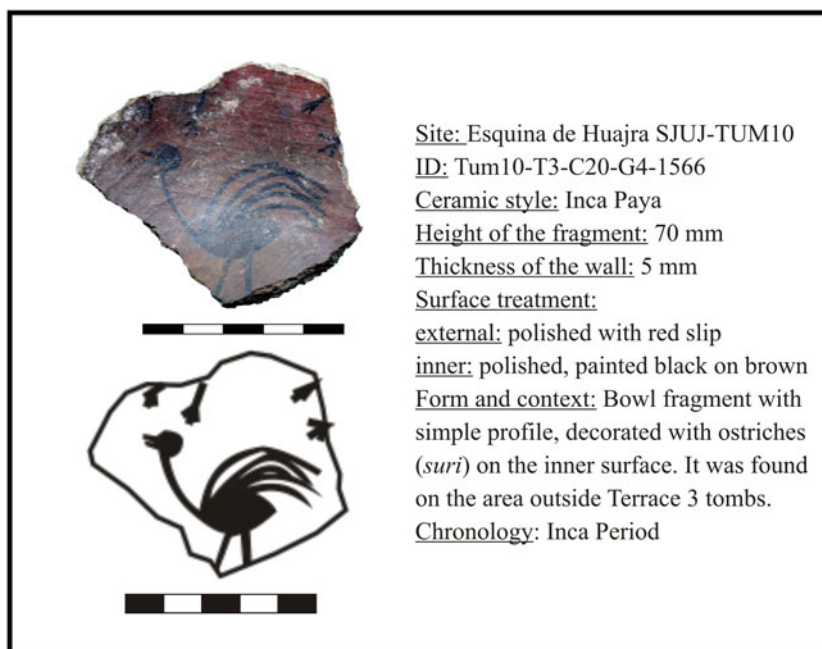 Site: Esquina de Huajra SJUJ-TUM10
ID: Tum10-T3-C20-G4-1566
Ceramic style: Inca Paya
Height of the fragment: 70 mm
Thickness of the wall: 5 mm
Surface treatment:
external: polished with red slip
inner: polished, painted black on brown
Form and context: Bowl fragment with
simple profile, decorated with ostriches
(suri) on the inner surface. It was found
on the area outside Terrace 3 tombs.
Chronology: Inca Period